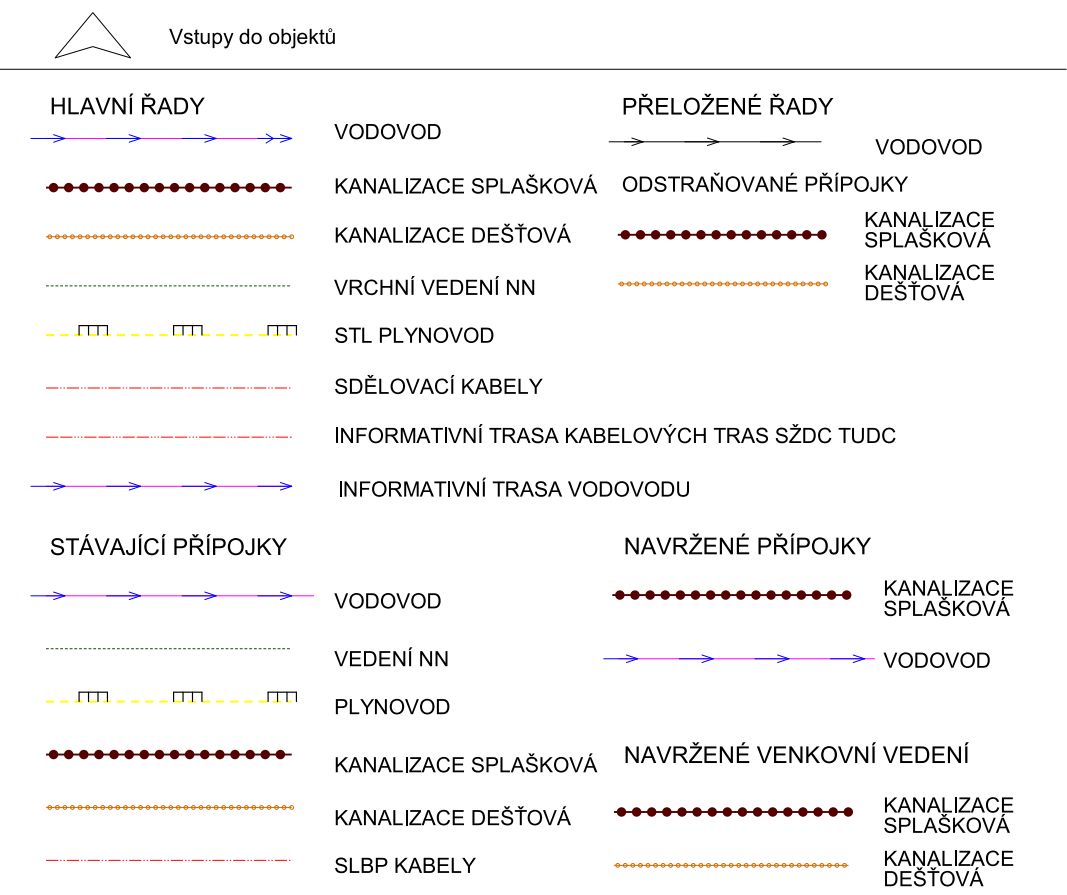 Vstupy do objektů
HLAVNÍ ŘADY
VODOVOD
KANALIZACE SPLAŠKOVÁ
KANALIZACE DEŠŤOVÁ
VRCHNÍ VEDENÍ NN
STL PLYNOVOD
SDĚLOVACÍ KABELY
INFORMATIVNÍ TRASA KABELOVÝCH TRAS SŽDC TUDC
INFORMATIVNÍ TRASA VODOVODU
PŘELOŽENÉ ŘADY
VODOVOD
ODSTRAŇOVANÉ PŘÍPOJKY
KANALIZACE
SPLAŠKOVÁ
KANALIZACE
DEŠŤOVÁ
STÁVAJÍCÍ PŘÍPOJKY
VODOVOD
VEDENÍ NN
PLYNOVOD
KANALIZACE SPLAŠKOVÁ
KANALIZACE DEŠŤOVÁ
SLBP KABELY
NAVRŽENÉ PŘÍPOJKY
KANALIZACE
SPLAŠKOVÁ
VODOVOD
NAVRŽENÉ VENKOVNÍ VEDENÍ
KANALIZACE
SPLAŠKOVÁ
KANALIZACE
DEŠŤOVÁ